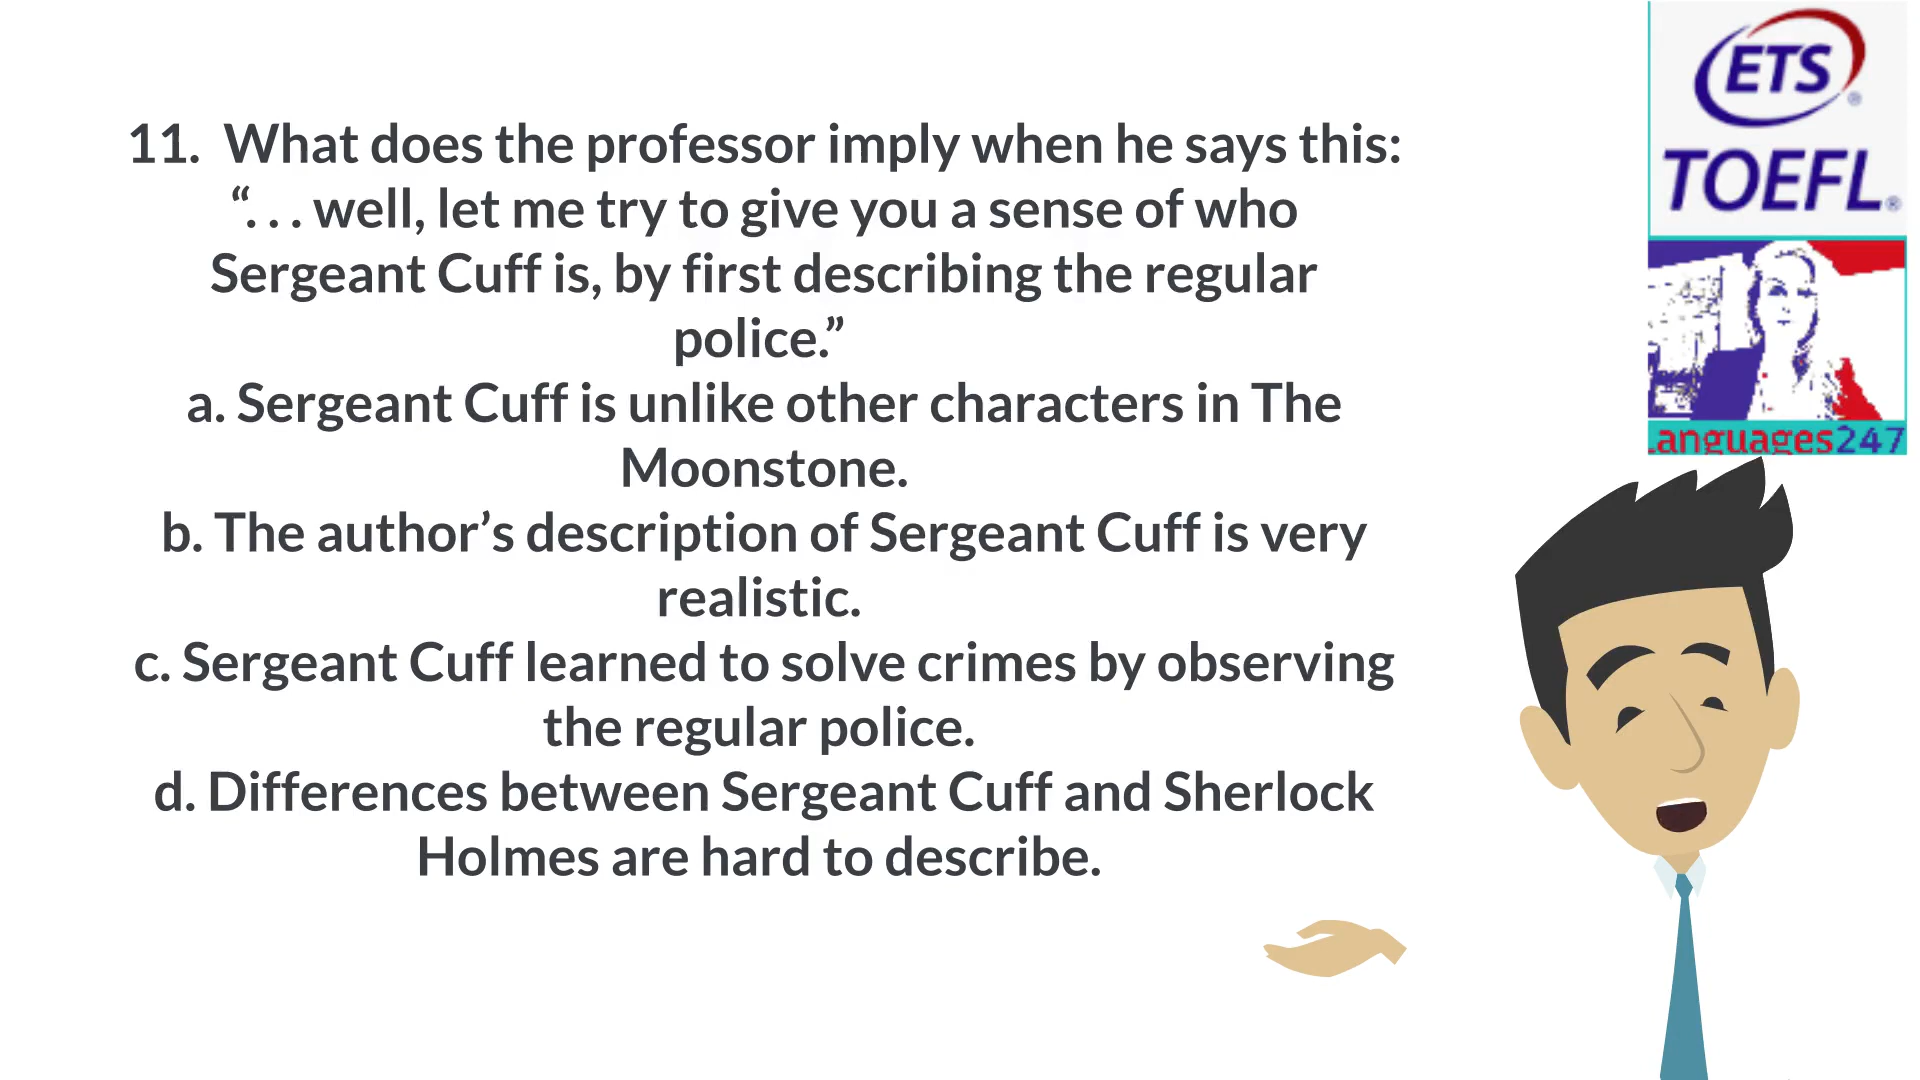 11. What does the professor imply when he says this:
“. . . well, let me try to give you a sense of who
Sergeant Cuff is, by first describing the regular
police.”
a. Sergeant Cuff is unlike other characters in The
Moonstone.
b. The author’s description of Sergeant Cuff is very
realistic.
c. Sergeant Cuff learned to solve crimes by observing
the regular police.
d. Differences between Sergeant Cuff and Sherlock
Holmes are hard to describe.
ETS®
TOEFL®
Languages247